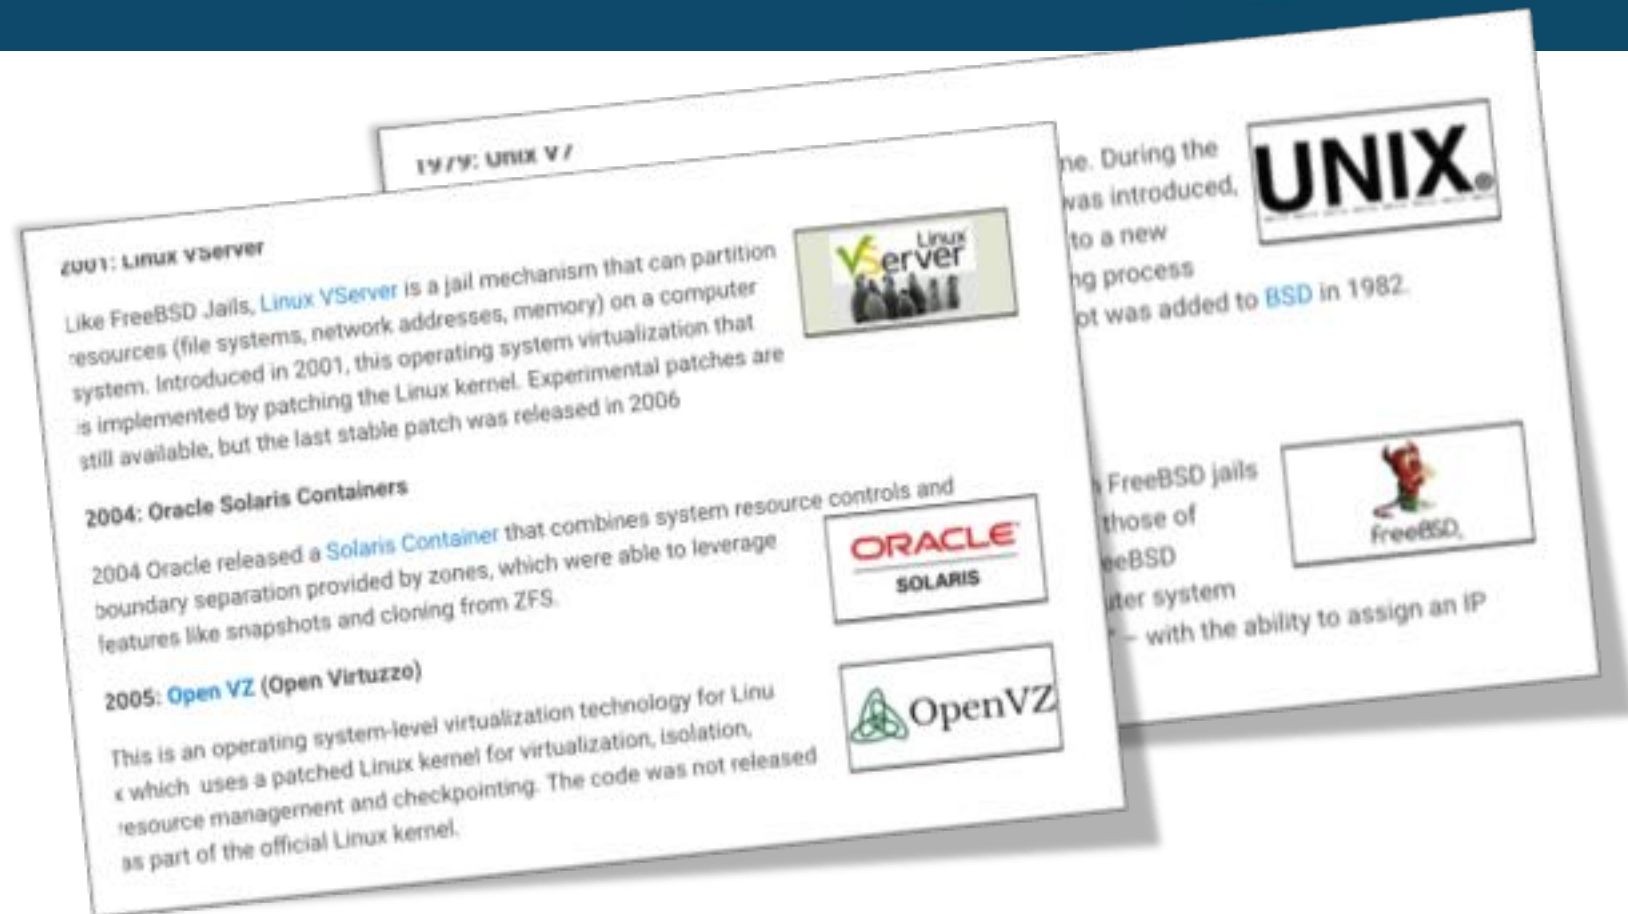 1979: Unix V7
ne. During the
was introduced,
to a new
ng process
ot was added to BSD in 1982.
UNIX®
FreeBSD jails
those of
eeBSD
uter system
" – with the ability to assign an IP
freeBSD
2001: Linux VServer
Like FreeBSD Jails, Linux VServer is a jail mechanism that can partition
resources (file systems, network addresses, memory) on a computer
system. Introduced in 2001, this operating system virtualization that
is implemented by patching the Linux kernel. Experimental patches are
still available, but the last stable patch was released in 2006
Linux
VServer
2004: Oracle Solaris Containers
2004 Oracle released a Solaris Container that combines system resource controls and
boundary separation provided by zones, which were able to leverage
features like snapshots and cloning from ZFS.
ORACLE
SOLARIS
2005: Open VZ (Open Virtuzzo)
This is an operating system-level virtualization technology for Linu
x which uses a patched Linux kernel for virtualization, isolation,
resource management and checkpointing. The code was not released
as part of the official Linux kernel.
OpenVZ